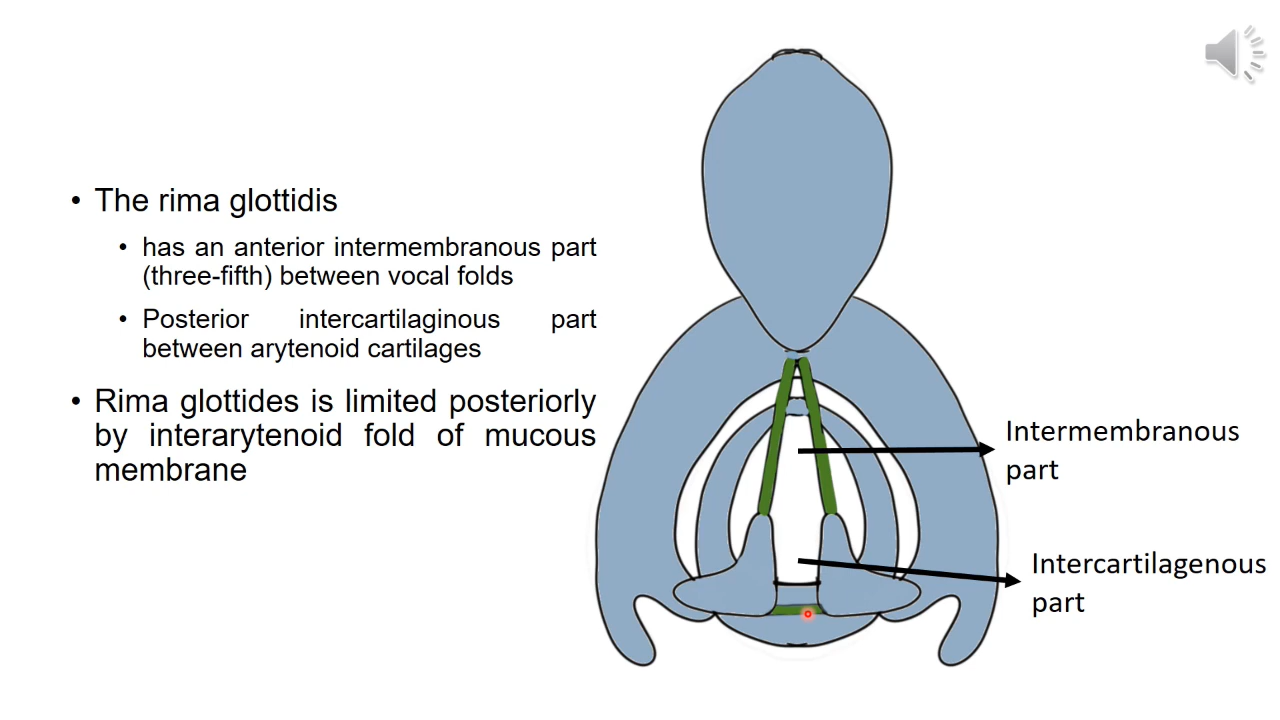 • The rima glottidis
• has an anterior intermembranous part
(three-fifth) between vocal folds
• Posterior intercartilaginous part
between arytenoid cartilages
• Rima glottides is limited posteriorly
by interarytenoid fold of mucous
membrane
Intermembranous
part
Intercartilagenous
part